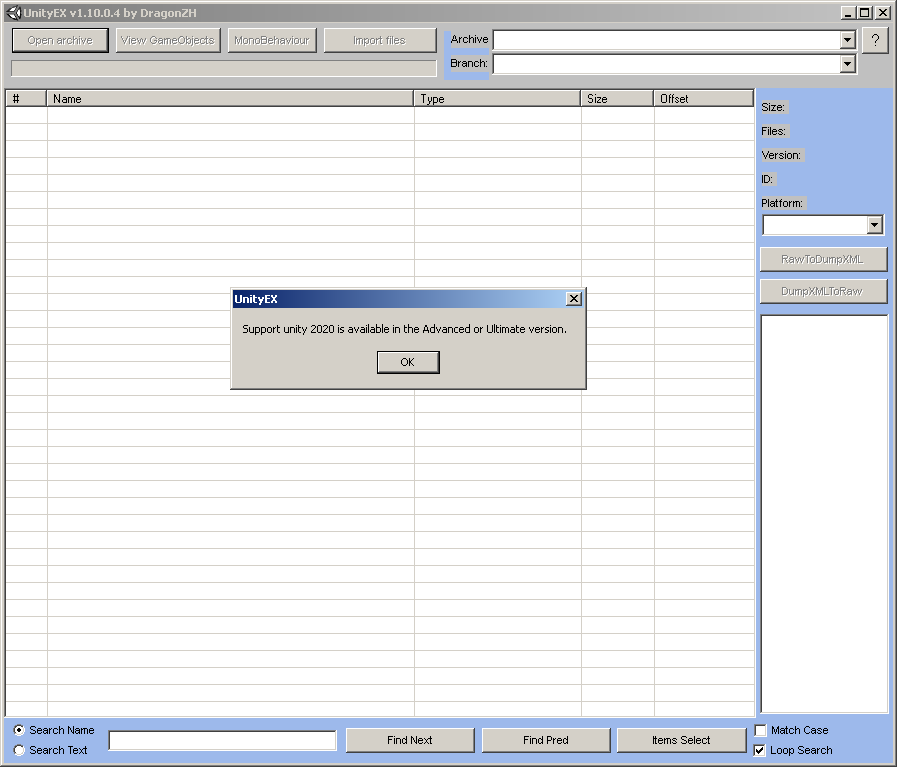 UnityEX v1.10.0.4 by DragonZH
Open archive View GameObjects MonoBehaviour Import files
Archive
?
Branch:
# Name Type Size Offset
Size:
Files:
Version:
ID:
Platform:
RawToDumpXML
DumpXMLToRaw
UnityEX
Support unity 2020 is available in the Advanced or Ultimate version.
OK
Search Name
Search Text
Find Next Find Pred Items Select
Match Case
Loop Search